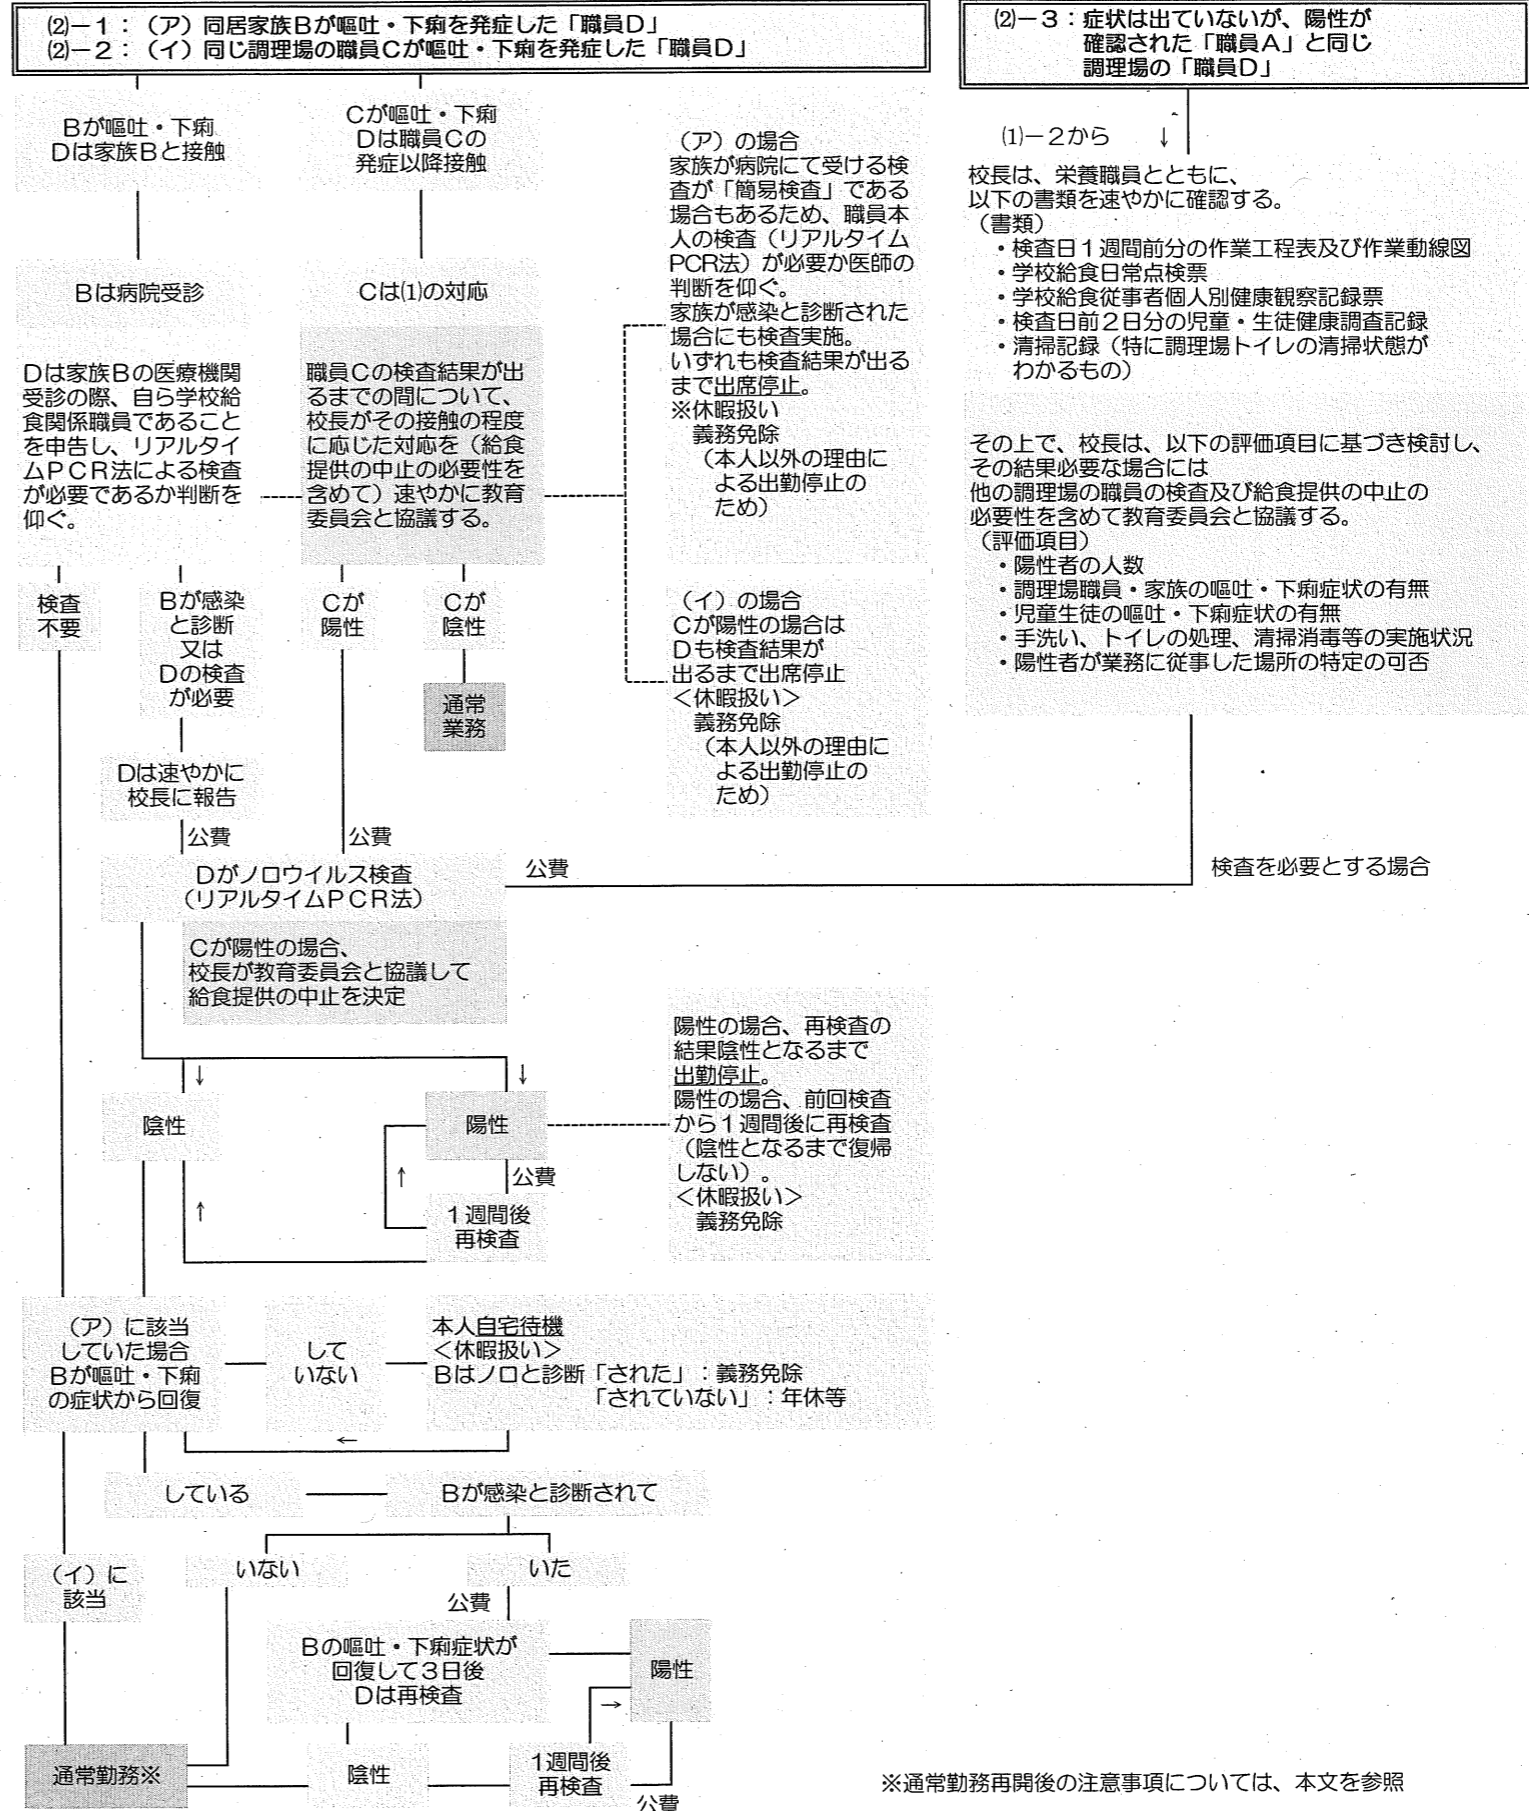 ⑵－１：（ア）同居家族Ｂが嘔吐・下痢を発症した「職員Ｄ」
⑵－２：（イ）同じ調理場の職員Ｃが嘔吐・下痢を発症した「職員Ｄ」
⑵－３：症状は出ていないが、陽性が
確認された「職員Ａ」と同じ
調理場の「職員Ｄ」
Ｂが嘔吐・下痢
Ｄは家族Ｂと接触
Ｃが嘔吐・下痢
Ｄは職員Ｃの
発症以降接触
Ｂは病院受診
Ｃは⑴の対応
Ｄは家族Ｂの医療機関
受診の際、自ら学校給
食関係職員であること
を申告し、リアルタイ
ムＰＣＲ法による検査
が必要であるか判断を
仰ぐ。
職員Ｃの検査結果が出
るまでの間について、
校長がその接触の程度
に応じた対応を（給食
提供の中止の必要性を
含めて）速やかに教育
委員会と協議する。
（ア）の場合
家族が病院にて受ける検
査が「簡易検査」である
場合もあるため、職員本
人の検査（リアルタイム
PCR法）が必要か医師の
判断を仰ぐ。
家族が感染と診断された
場合にも検査実施。
いずれも検査結果が出る
まで出席停止。
※休暇扱い
義務免除
（本人以外の理由に
よる出勤停止の
ため）
（イ）の場合
Ｃが陽性の場合は
Ｄも検査結果が
出るまで出席停止
＜休暇扱い＞
義務免除
（本人以外の理由に
よる出勤停止の
ため）
⑴－２から ↓
校長は、栄養職員とともに、
以下の書類を速やかに確認する。
（書類）
・検査日１週間前分の作業工程表及び作業動線図
・学校給食日常点検票
・学校給食従事者個人別健康観察記録票
・検査日前２日分の児童・生徒健康調査記録
・清掃記録（特に調理場トイレの清掃状態が
わかるもの）
その上で、校長は、以下の評価項目に基づき検討し、
その結果必要な場合には
他の調理場の職員の検査及び給食提供の中止の
必要性を含めて教育委員会と協議する。
（評価項目）
・陽性者の人数
・調理場職員・家族の嘔吐・下痢症状の有無
・児童生徒の嘔吐・下痢症状の有無
・手洗い、トイレの処理、清掃消毒等の実施状況
・陽性者が業務に従事した場所の特定の可否
検査
不要
Ｂが感染
と診断
又は
Ｄの検査
が必要
Ｃが
陽性
Ｃが
陰性
通常
業務
Ｄは速やかに
校長に報告
公費
公費
Ｄがノロウイルス検査
（リアルタイムＰＣＲ法）
公費
検査を必要とする場合
Ｃが陽性の場合、
校長が教育委員会と協議して
給食提供の中止を決定
↓
↓
陰性
陽性
陽性の場合、再検査の
結果陰性となるまで
出勤停止。
陽性の場合、前回検査
から１週間後に再検査
（陰性となるまで復帰
しない）。
＜休暇扱い＞
義務免除
↑
↑
公費
１週間後
再検査
（ア）に該当
していた場合
Ｂが嘔吐・下痢
の症状から回復
して
いない
本人自宅待機
＜休暇扱い＞
Ｂはノロと診断「された」：義務免除
「されていない」：年休等
←
している
Ｂが感染と診断されて
（イ）に
該当
いない
いた
公費
Ｂの嘔吐・下痢症状が
回復して３日後
Ｄは再検査
陽性
→
通常勤務※
陰性
１週間後
再検査
公費
※通常勤務再開後の注意事項については、本文を参照